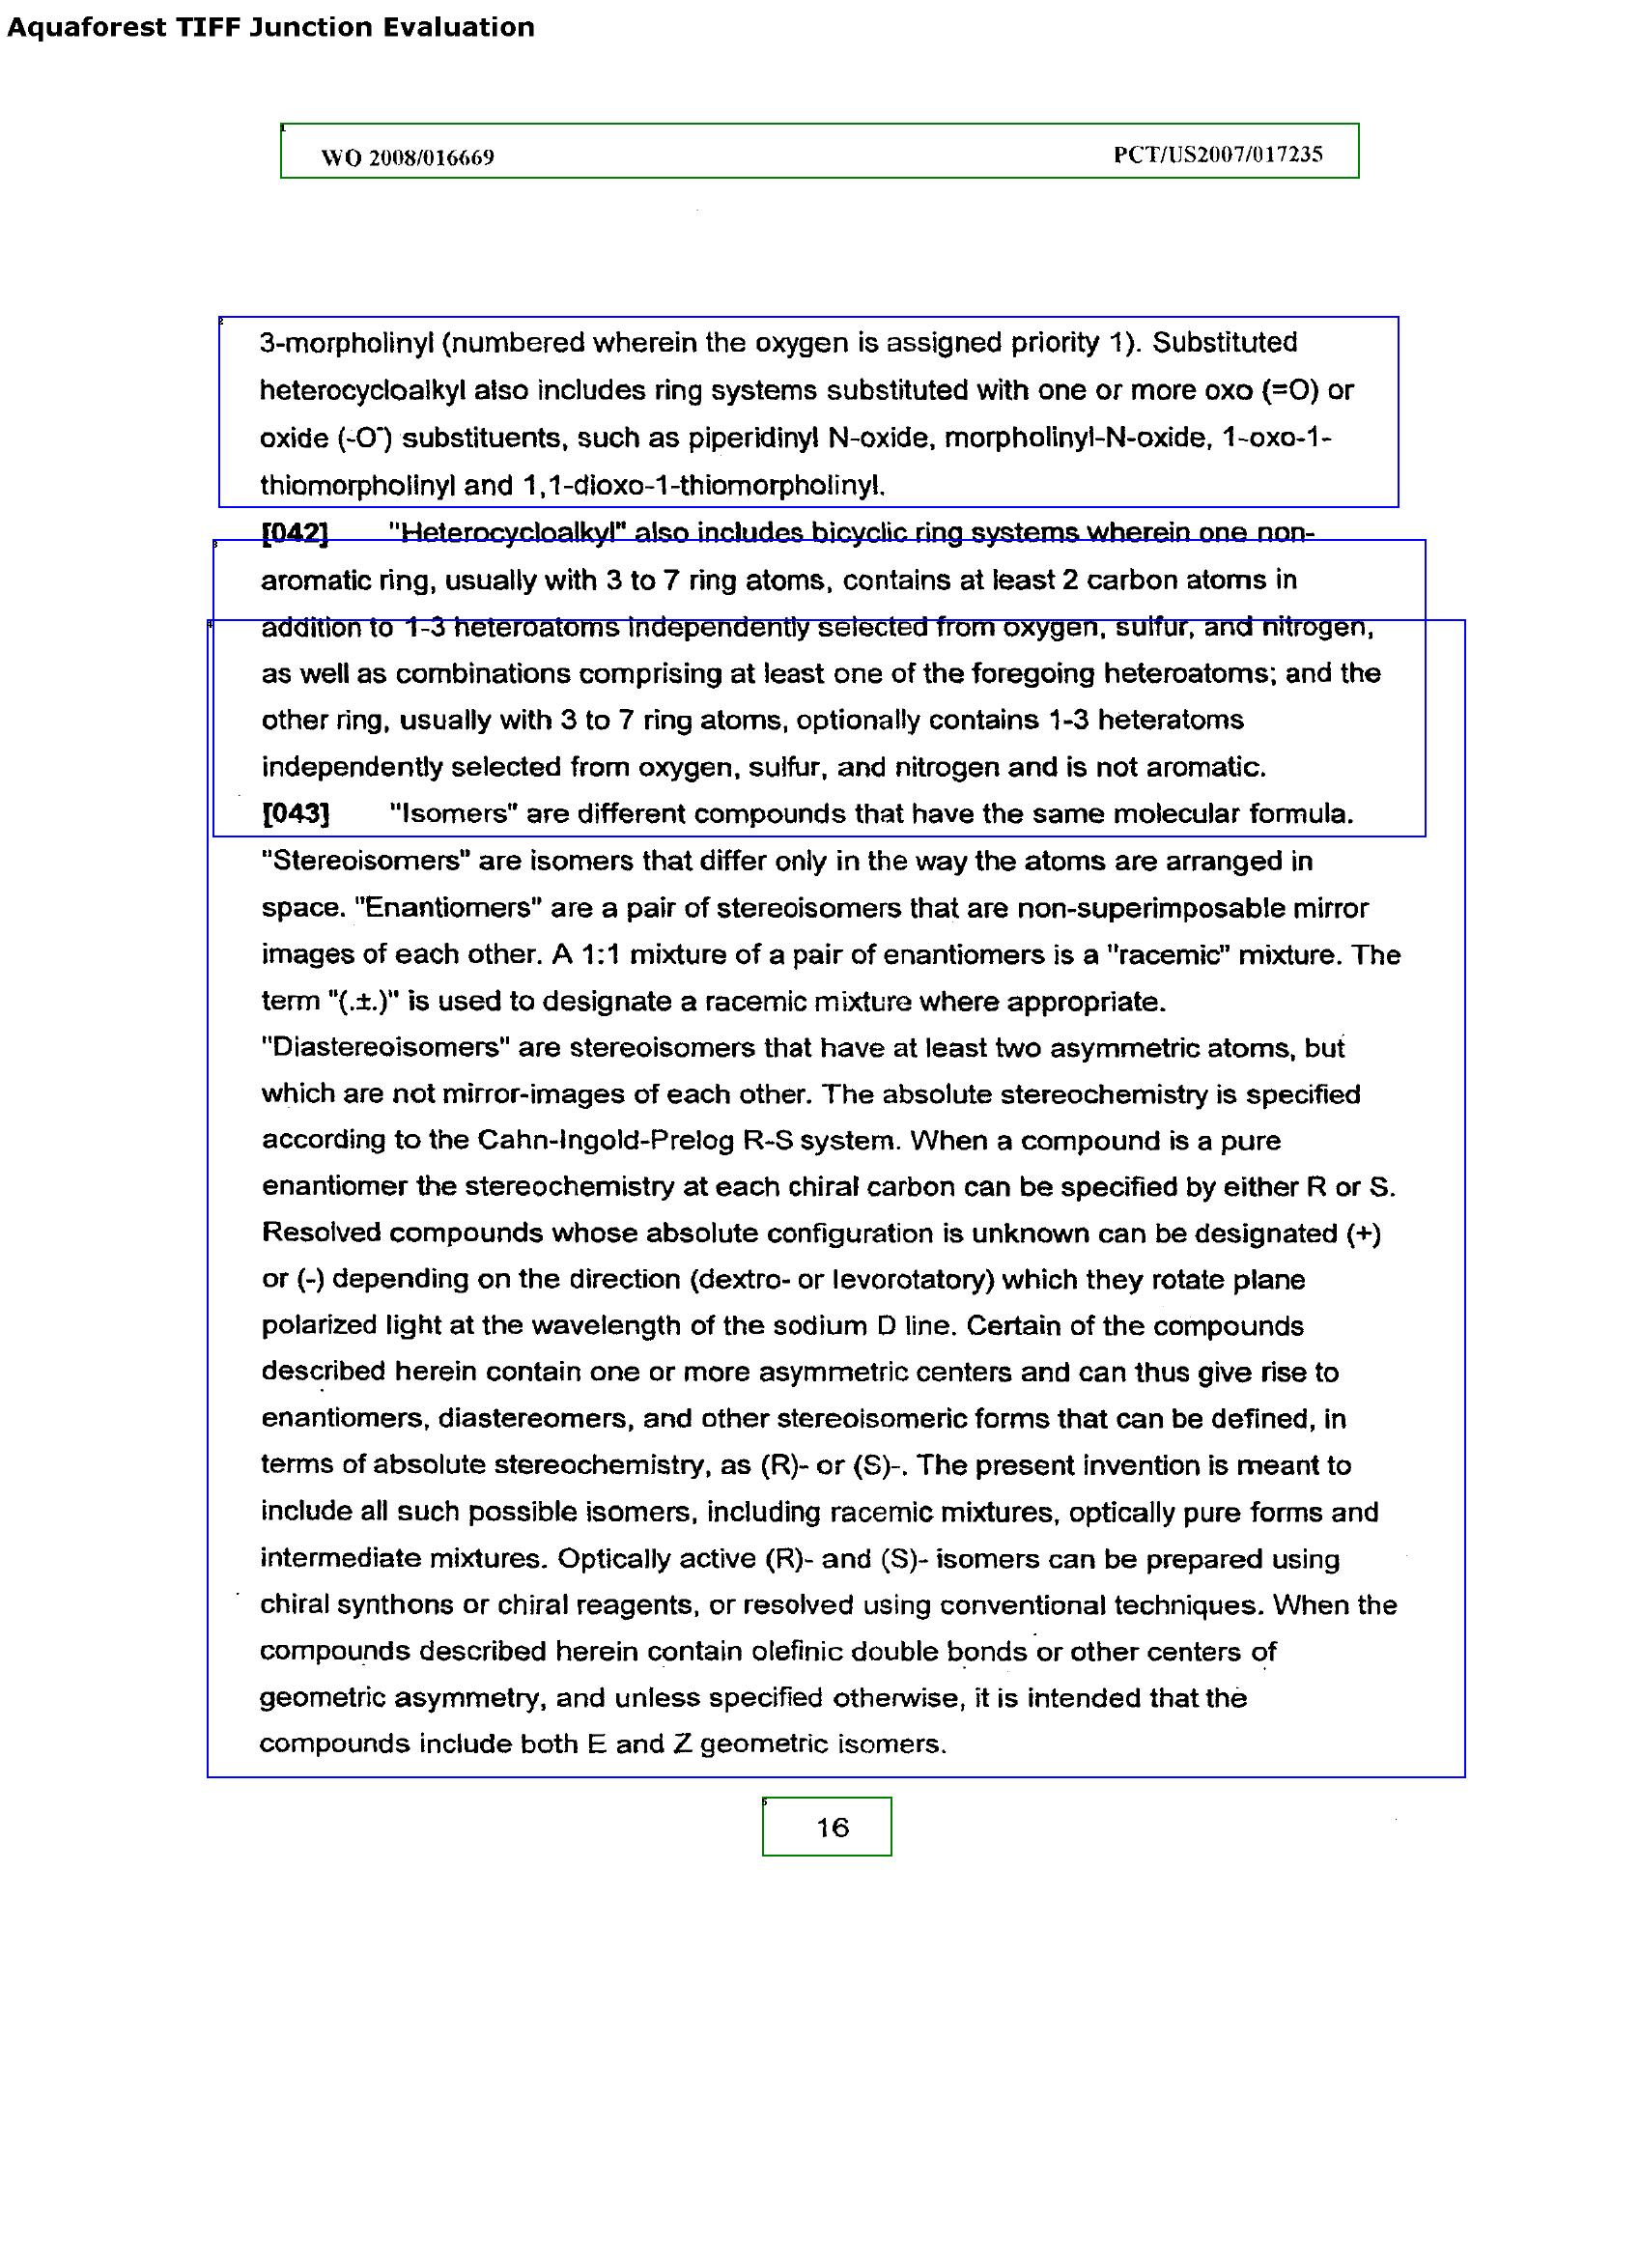 Aquaforest TIFF Junction Evaluation
WO 2008/016669 PCT/US2007/017235
3-morpholinyl (numbered wherein the oxygen is assigned priority 1). Substituted
heterocycloalkyl also includes ring systems substituted with one or more oxo (=O) or
oxide (-O⁻) substituents, such as piperidinyl N-oxide, morpholinyl-N-oxide, 1-oxo-1-
thiomorpholinyl and 1,1-dioxo-1-thiomorpholinyl.
[042] "Heterocycloalkyl" also includes bicyclic ring systems wherein one non-
aromatic ring, usually with 3 to 7 ring atoms, contains at least 2 carbon atoms in
addition to 1-3 heteroatoms independently selected from oxygen, sulfur, and nitrogen,
as well as combinations comprising at least one of the foregoing heteroatoms; and the
other ring, usually with 3 to 7 ring atoms, optionally contains 1-3 heteratoms
independently selected from oxygen, sulfur, and nitrogen and is not aromatic.
[043] "Isomers" are different compounds that have the same molecular formula.
"Stereoisomers" are isomers that differ only in the way the atoms are arranged in
space. "Enantiomers" are a pair of stereoisomers that are non-superimposable mirror
images of each other. A 1:1 mixture of a pair of enantiomers is a "racemic" mixture. The
term "(.±.)" is used to designate a racemic mixture where appropriate.
"Diastereoisomers" are stereoisomers that have at least two asymmetric atoms, but
which are not mirror-images of each other. The absolute stereochemistry is specified
according to the Cahn-Ingold-Prelog R-S system. When a compound is a pure
enantiomer the stereochemistry at each chiral carbon can be specified by either R or S.
Resolved compounds whose absolute configuration is unknown can be designated (+)
or (-) depending on the direction (dextro- or levorotatory) which they rotate plane
polarized light at the wavelength of the sodium D line. Certain of the compounds
described herein contain one or more asymmetric centers and can thus give rise to
enantiomers, diastereomers, and other stereoisomeric forms that can be defined, in
terms of absolute stereochemistry, as (R)- or (S)-. The present invention is meant to
include all such possible isomers, including racemic mixtures, optically pure forms and
intermediate mixtures. Optically active (R)- and (S)- isomers can be prepared using
chiral synthons or chiral reagents, or resolved using conventional techniques. When the
compounds described herein contain olefinic double bonds or other centers of
geometric asymmetry, and unless specified otherwise, it is intended that the
compounds include both E and Z geometric isomers.
16